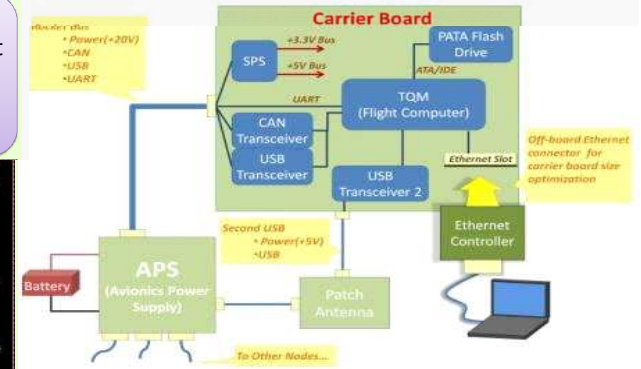 Carrier Board
• Power(+20V)
•CAN
•USB
•UART
+3.3V Bus
+5V Bus
SPS
PATA Flash
Drive
ATA/IDE
UART
TQM
(Flight Computer)
CAN
Transceiver
USB
Transceiver
USB
Transceiver 2
Ethernet Slot
Off-board Ethernet
connector for
carrier board size
optimization
Second USB
• Power(+5V)
•USB
Ethernet
Controller
Battery
APS
(Avionics Power
Supply)
Patch
Antenna
To Other Nodes...